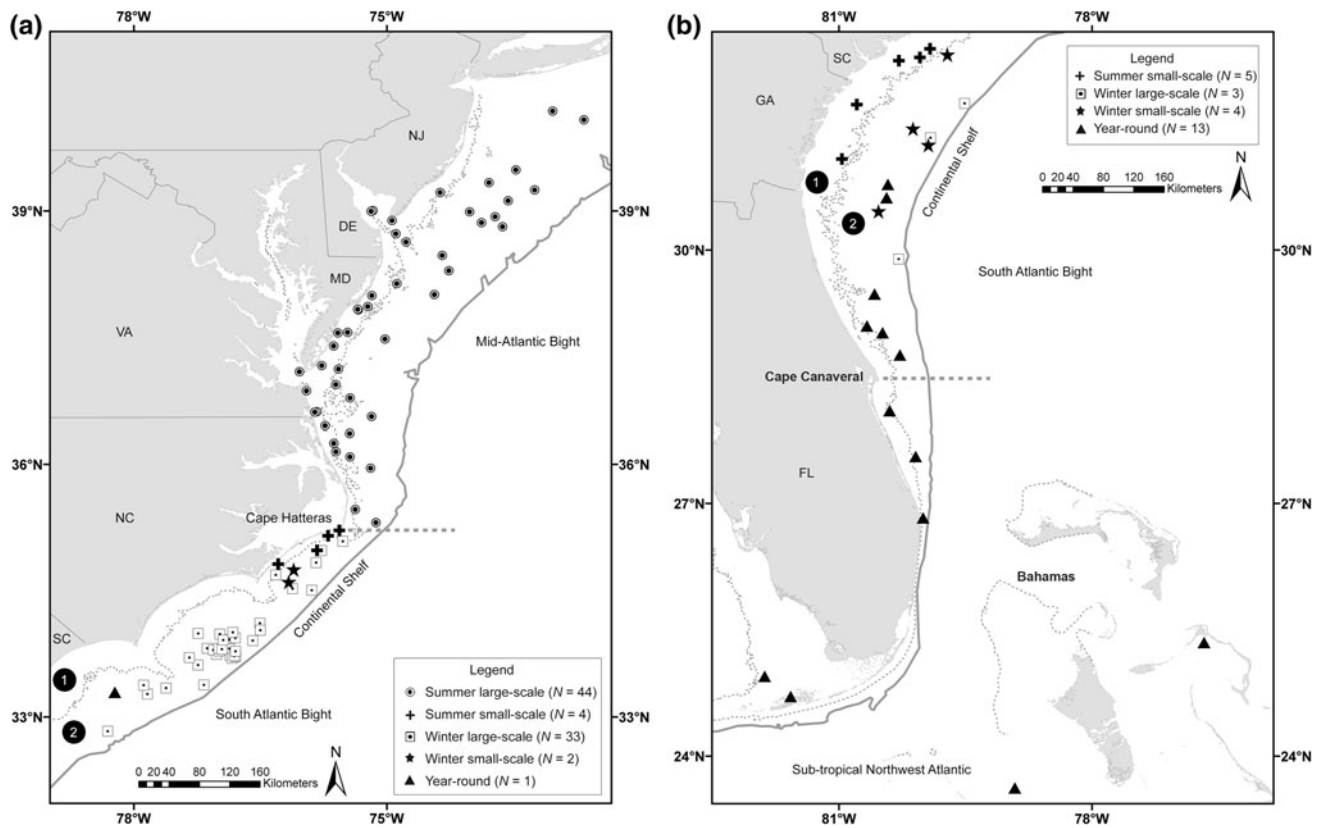 (a)
78°W
75°W
NJ
39°N
39°N
DE
MD
VA
Mid-Atlantic Bight
36°N
36°N
NC
Cape Hatteras
Continental Shelf
SC
1
33°N
33°N
2
South Atlantic Bight
Legend
Summer large-scale (N = 44)
Summer small-scale (N = 4)
Winter large-scale (N = 33)
Winter small-scale (N = 2)
Year-round (N = 1)
N
0 20 40 80 120 160
Kilometers
78°W
75°W
(b)
81°W
78°W
SC
GA
Legend
Summer small-scale (N = 5)
Winter large-scale (N = 3)
Winter small-scale (N = 4)
Year-round (N = 13)
N
0 20 40 80 120 160
Kilometers
1
2
Continental Shelf
30°N
30°N
South Atlantic Bight
Cape Canaveral
FL
27°N
27°N
Bahamas
24°N
24°N
Sub-tropical Northwest Atlantic
81°W
78°W